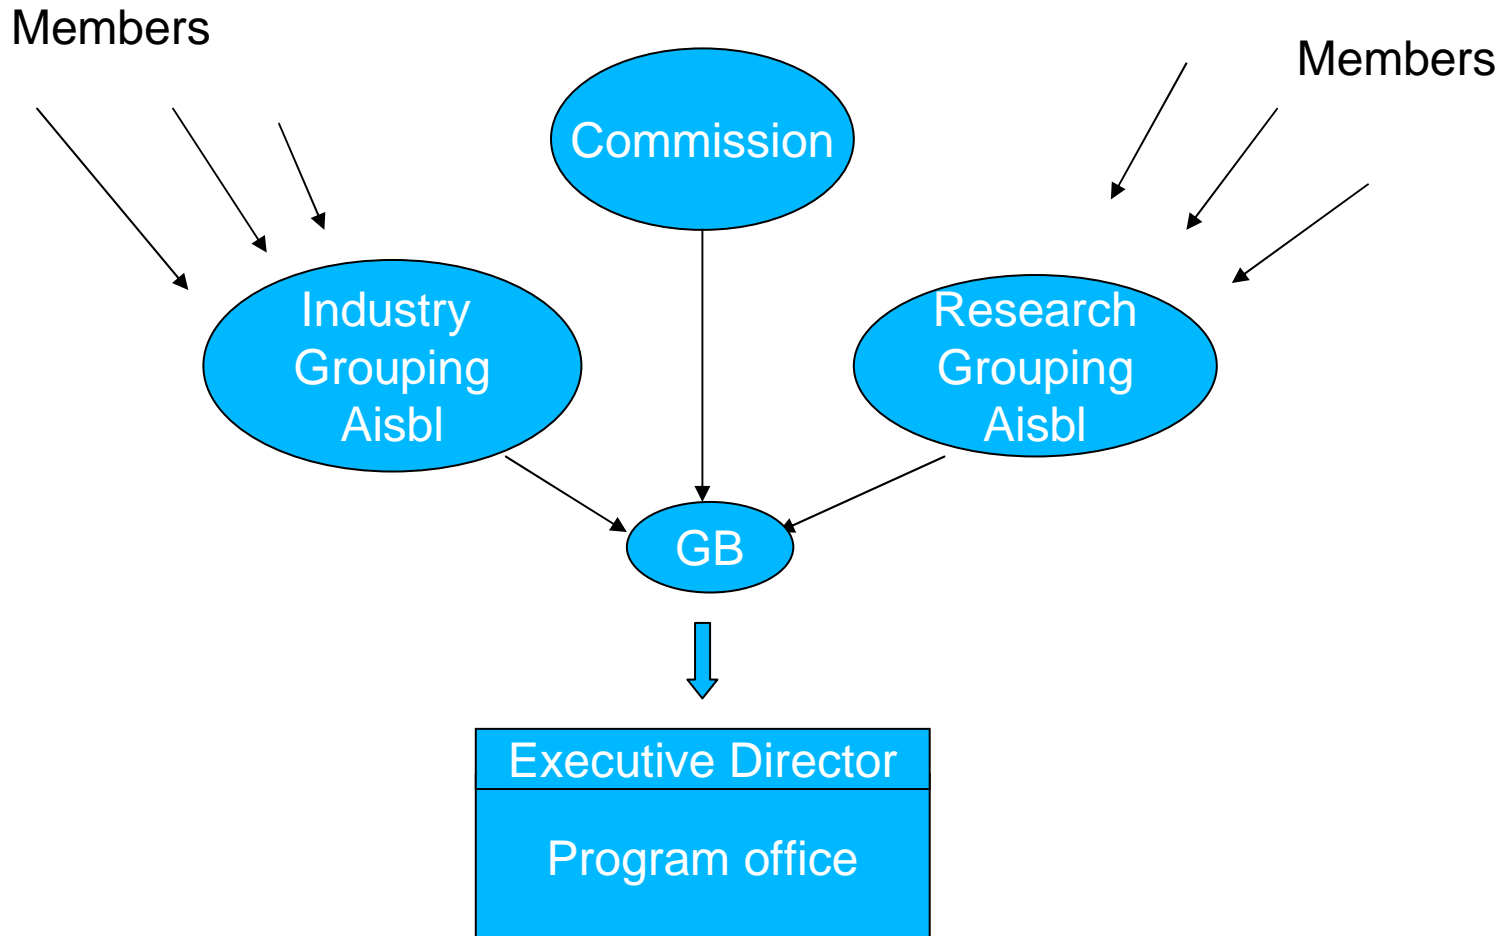 Members
Members
Commission
Industry
Grouping
Aisbl
Research
Grouping
Aisbl
GB
Executive Director
Program office